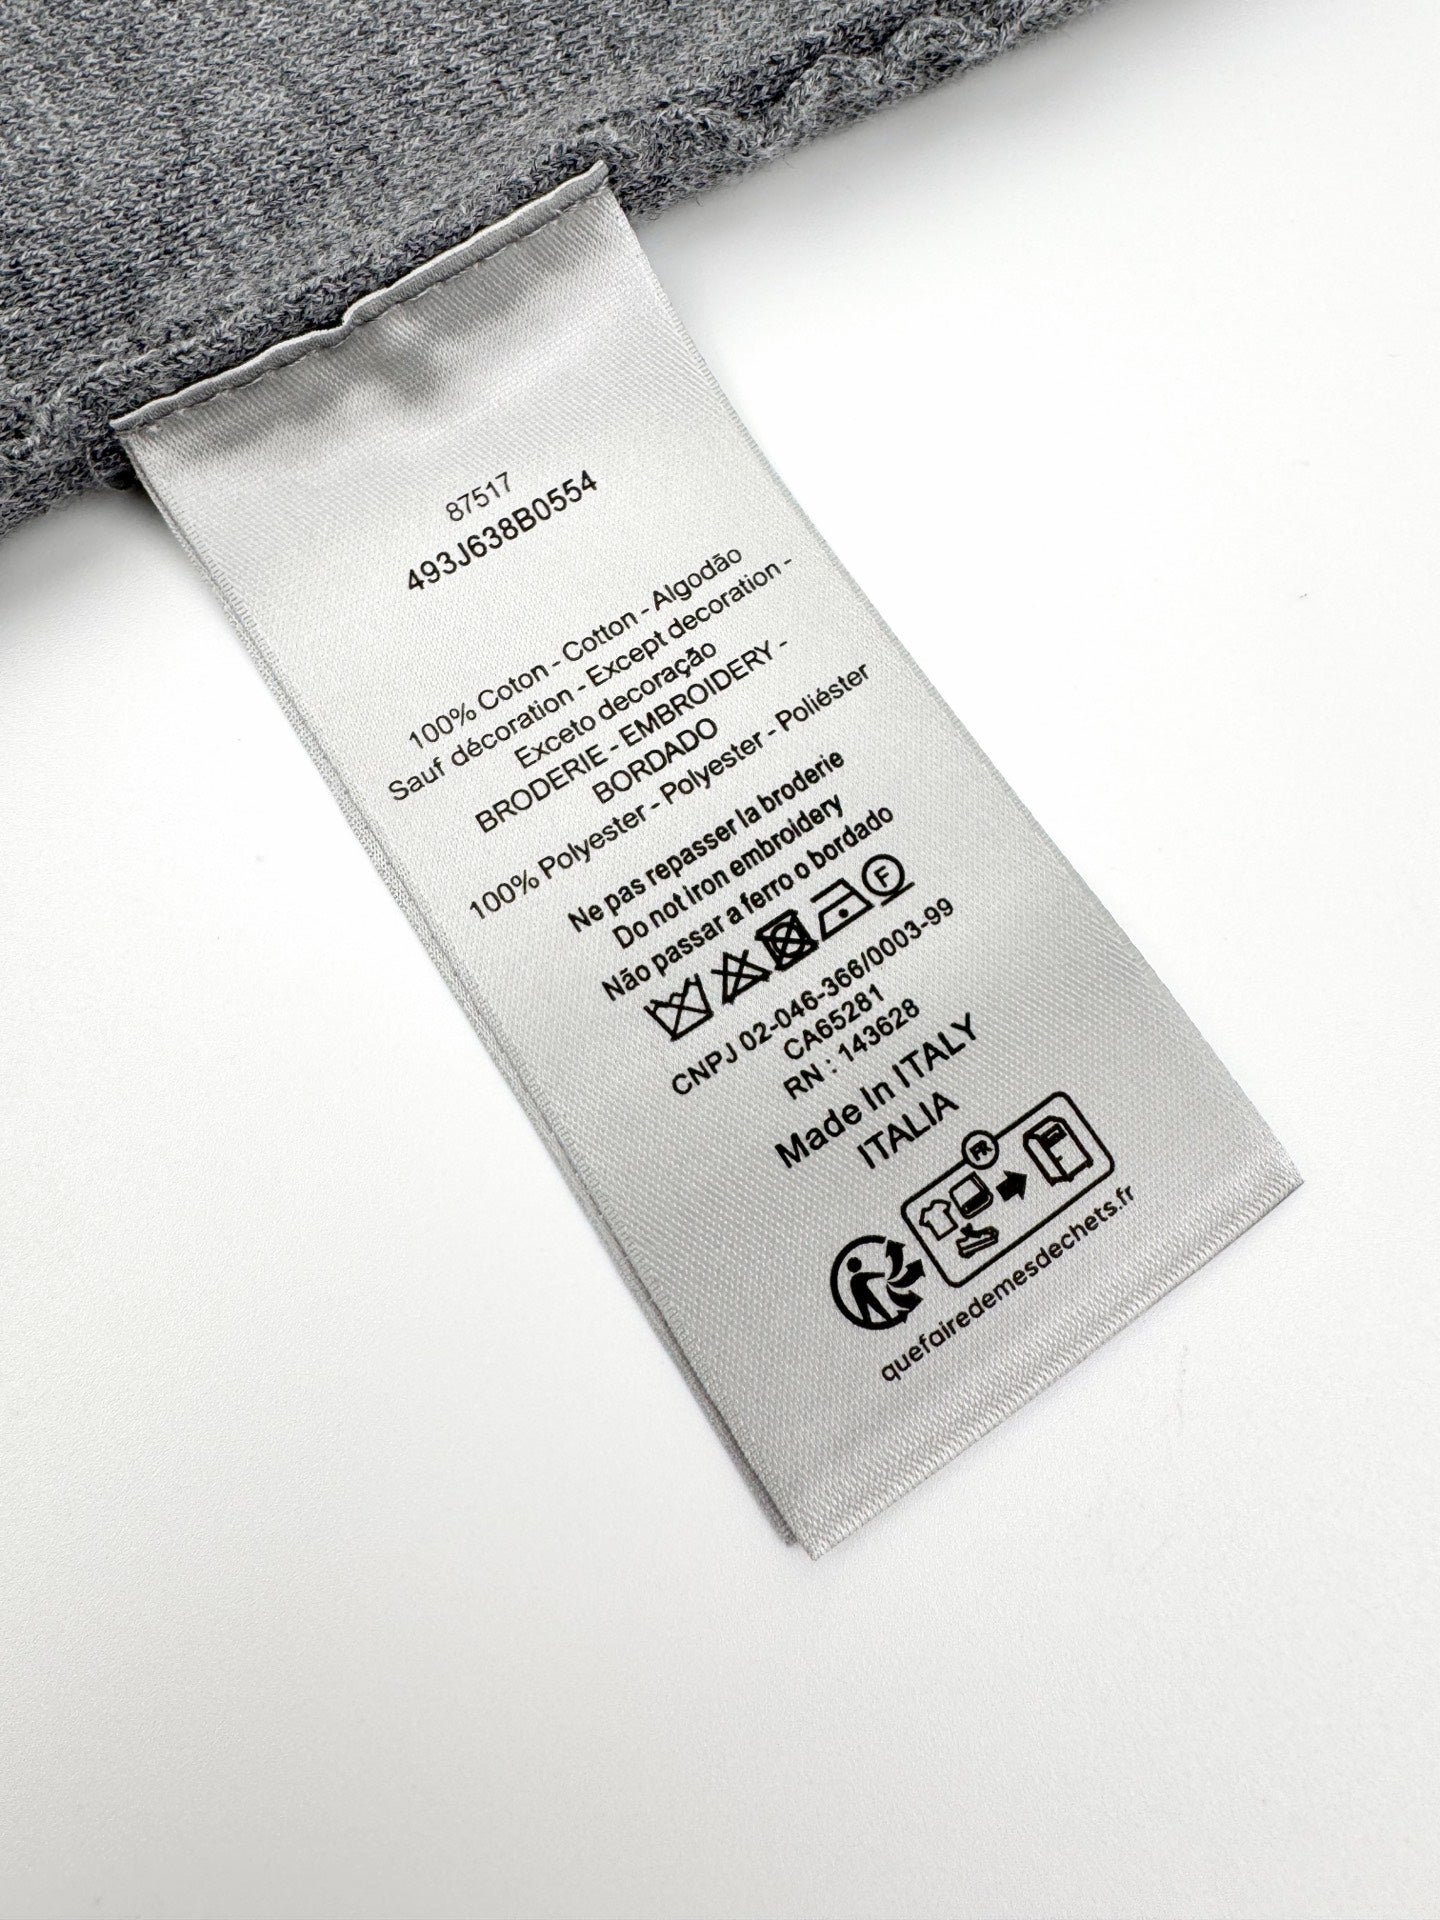 87517
493J638B0554
100% Coton - Cotton - Algodão
Sauf décoration - Except decoration -
Exceto decoração
BRODERIE - EMBROIDERY -
BORDADO
100% Polyester - Polyester - Poliéster
Ne pas repasser la broderie
Do not iron embroidery
Não passar a ferro o bordado
F
CNPJ 02-046-366/0003-99
CA65281
RN : 143628
Made In ITALY
ITALIA
FR
quefairedemesdechets.fr